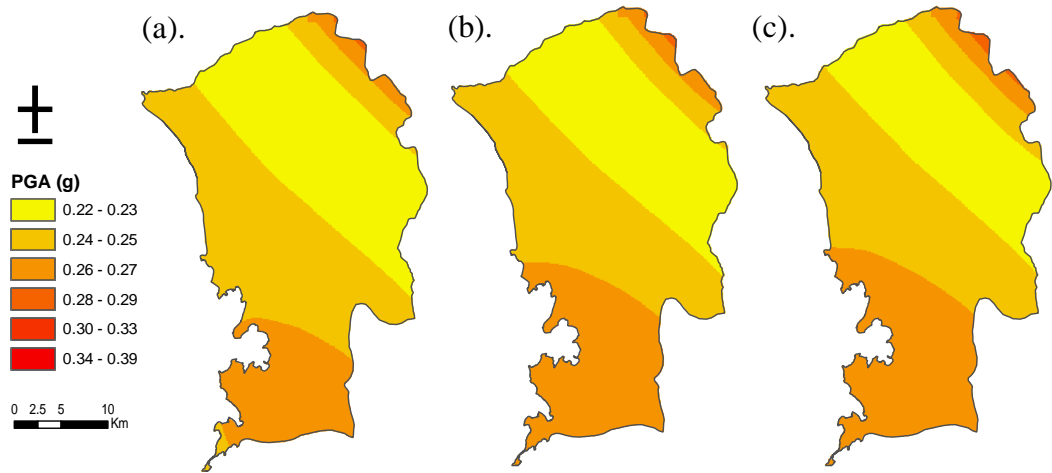 (a).
(b).
(c).
PGA (g)
0.22 - 0.23
0.24 - 0.25
0.26 - 0.27
0.28 - 0.29
0.30 - 0.33
0.34 - 0.39
0 2.5 5 10
Km